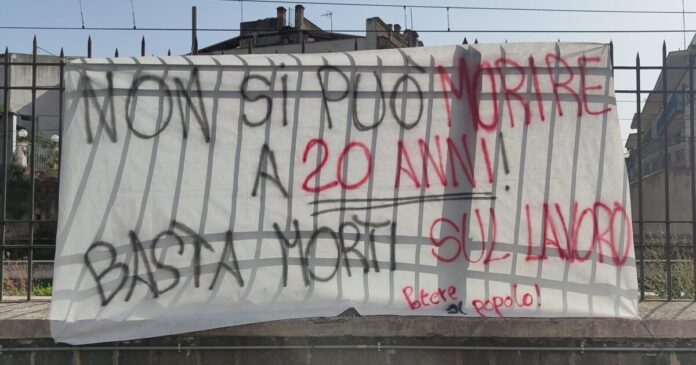 NON Si PUÒ MORIRE
A 20 ANNI!
BASTA MORTI SUL LAVORO
Potere al popolo!